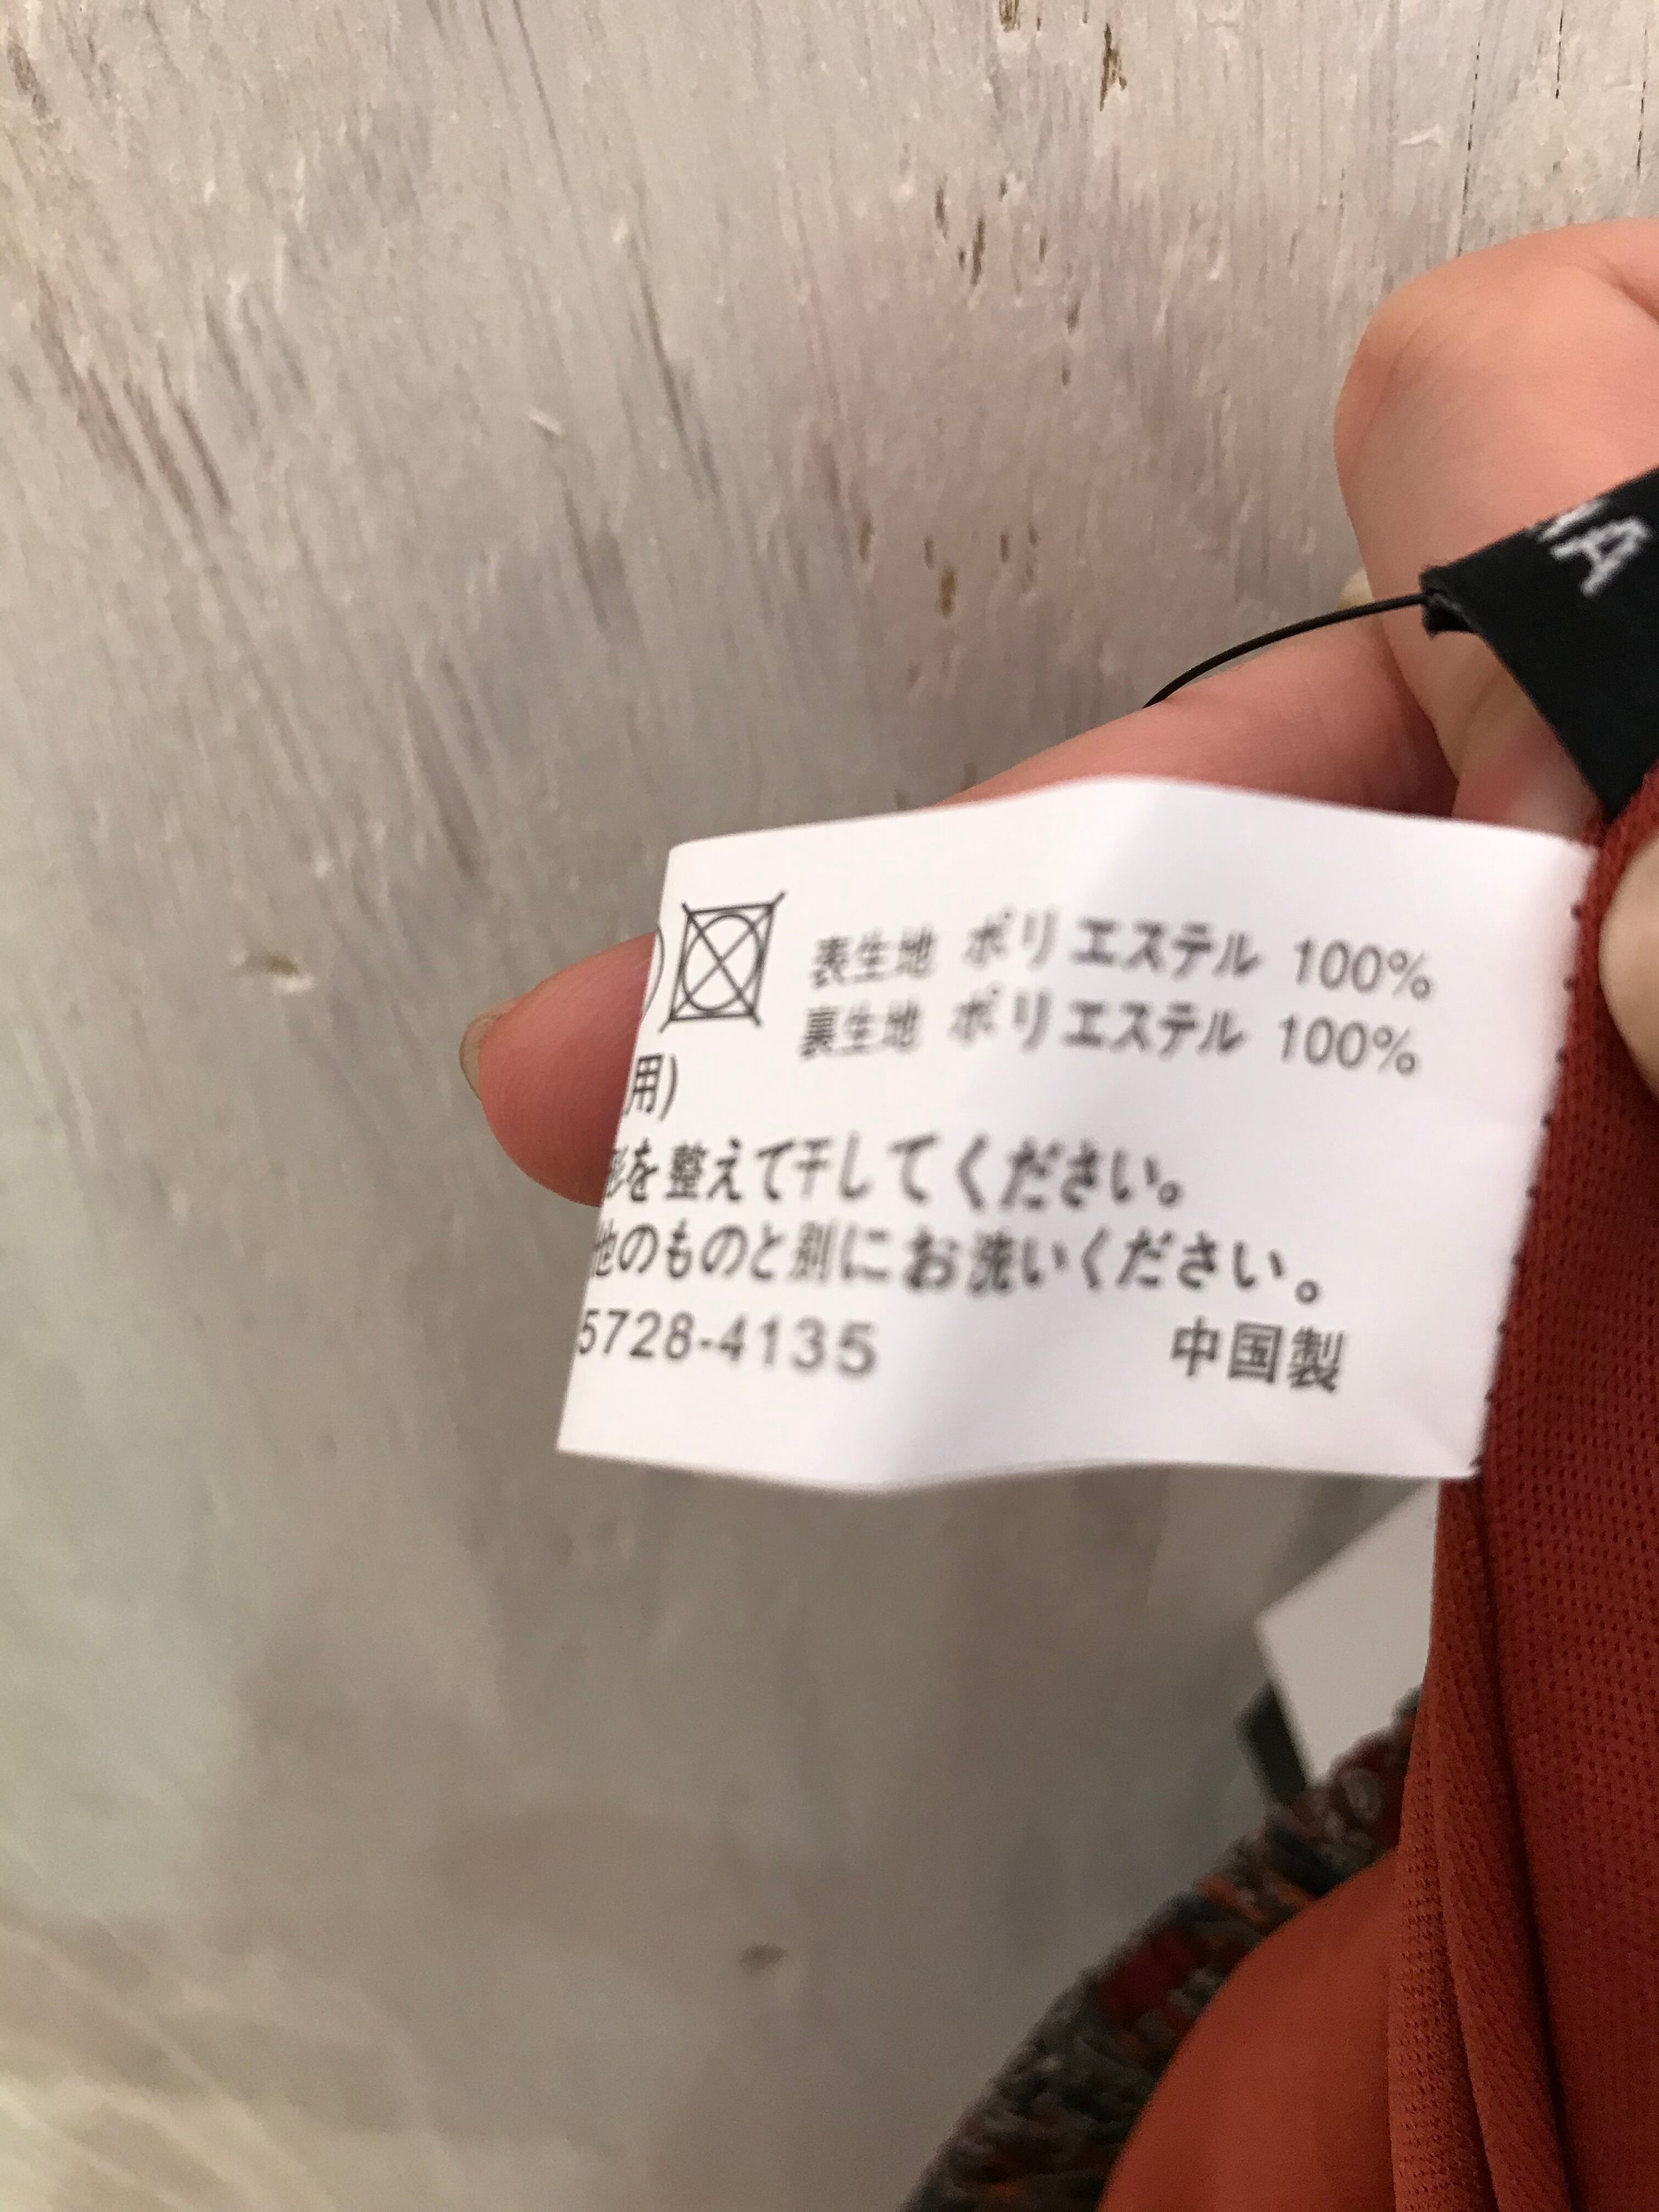 NA
表生地 ポリエステル 100%
裏生地 ポリエステル 100%
用)
形を整えて干してください。
他のものと別にお洗いください。
5728-4135 中国製